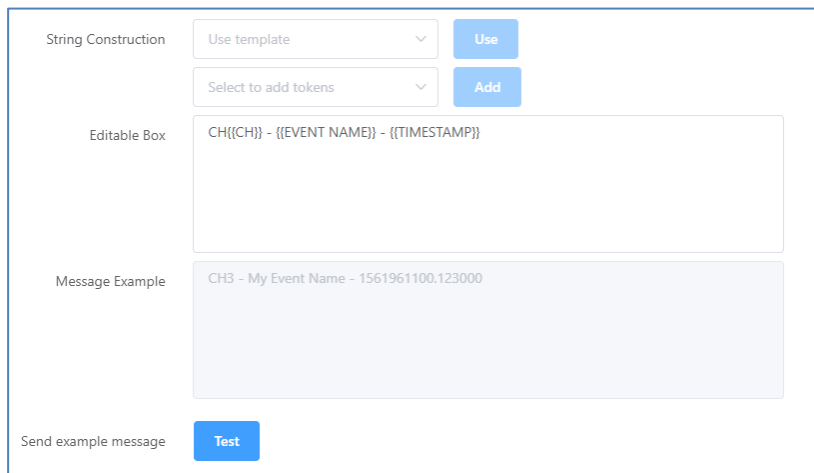 String Construction Use template Use
Select to add tokens Add
Editable Box CH{{CH}} - {{EVENT NAME}} - {{TIMESTAMP}}
Message Example CH3 - My Event Name - 1561961100.123000
Send example message Test